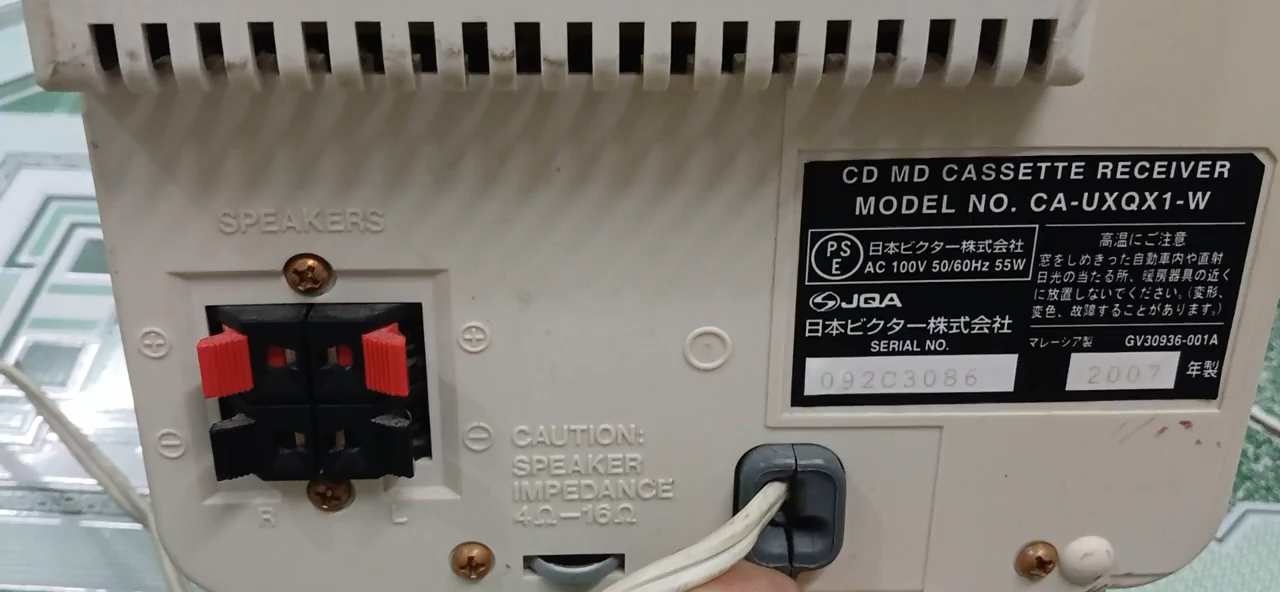 SPEAKERS
⊕ ⊕
⊖ ⊖
R L
CAUTION:
SPEAKER
IMPEDANCE
4Ω–16Ω
CD MD CASSETTE RECEIVER
MODEL NO. CA-UXQX1-W
PS
E
日本ビクター株式会社
AC 100V 50/60Hz 55W
JQA
日本ビクター株式会社
SERIAL NO.
092C3086
高温にご注意
窓をしめきった自動車内や直射
日光の当たる所、暖房器具の近く
に放置しないでください。(変形、
変色、故障することがあります。)
マレーシア製 GV30936-001A
2007 年製